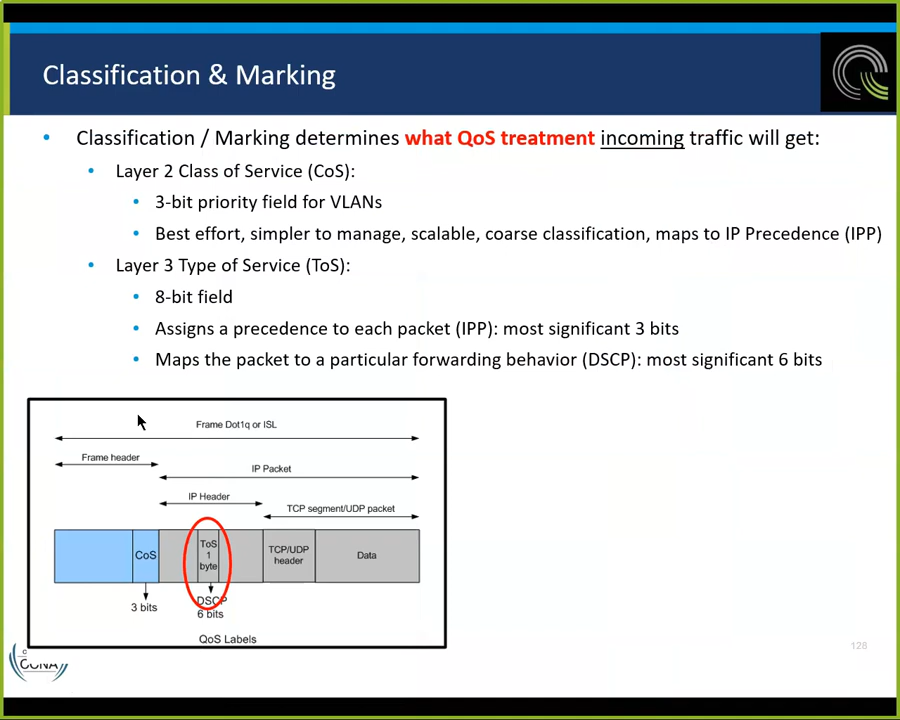 Classification & Marking
• Classification / Marking determines what QoS treatment incoming traffic will get:
• Layer 2 Class of Service (CoS):
• 3-bit priority field for VLANs
• Best effort, simpler to manage, scalable, coarse classification, maps to IP Precedence (IPP)
• Layer 3 Type of Service (ToS):
• 8-bit field
• Assigns a precedence to each packet (IPP): most significant 3 bits
• Maps the packet to a particular forwarding behavior (DSCP): most significant 6 bits
Frame Dot1q or ISL
Frame header
IP Packet
IP Header
TCP segment/UDP packet
CoS
ToS
1
byte
TCP/UDP
header
Data
3 bits
DSCP
6 bits
QoS Labels
128
CCNA